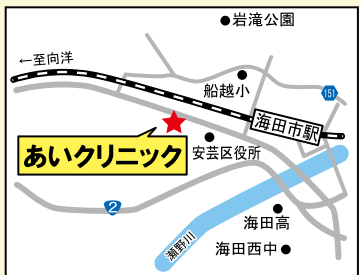 ●岩滝公園
←至向洋
船越小
151
海田市駅
あいクリニック
安芸区役所
2
瀬野川
海田高
海田西中●